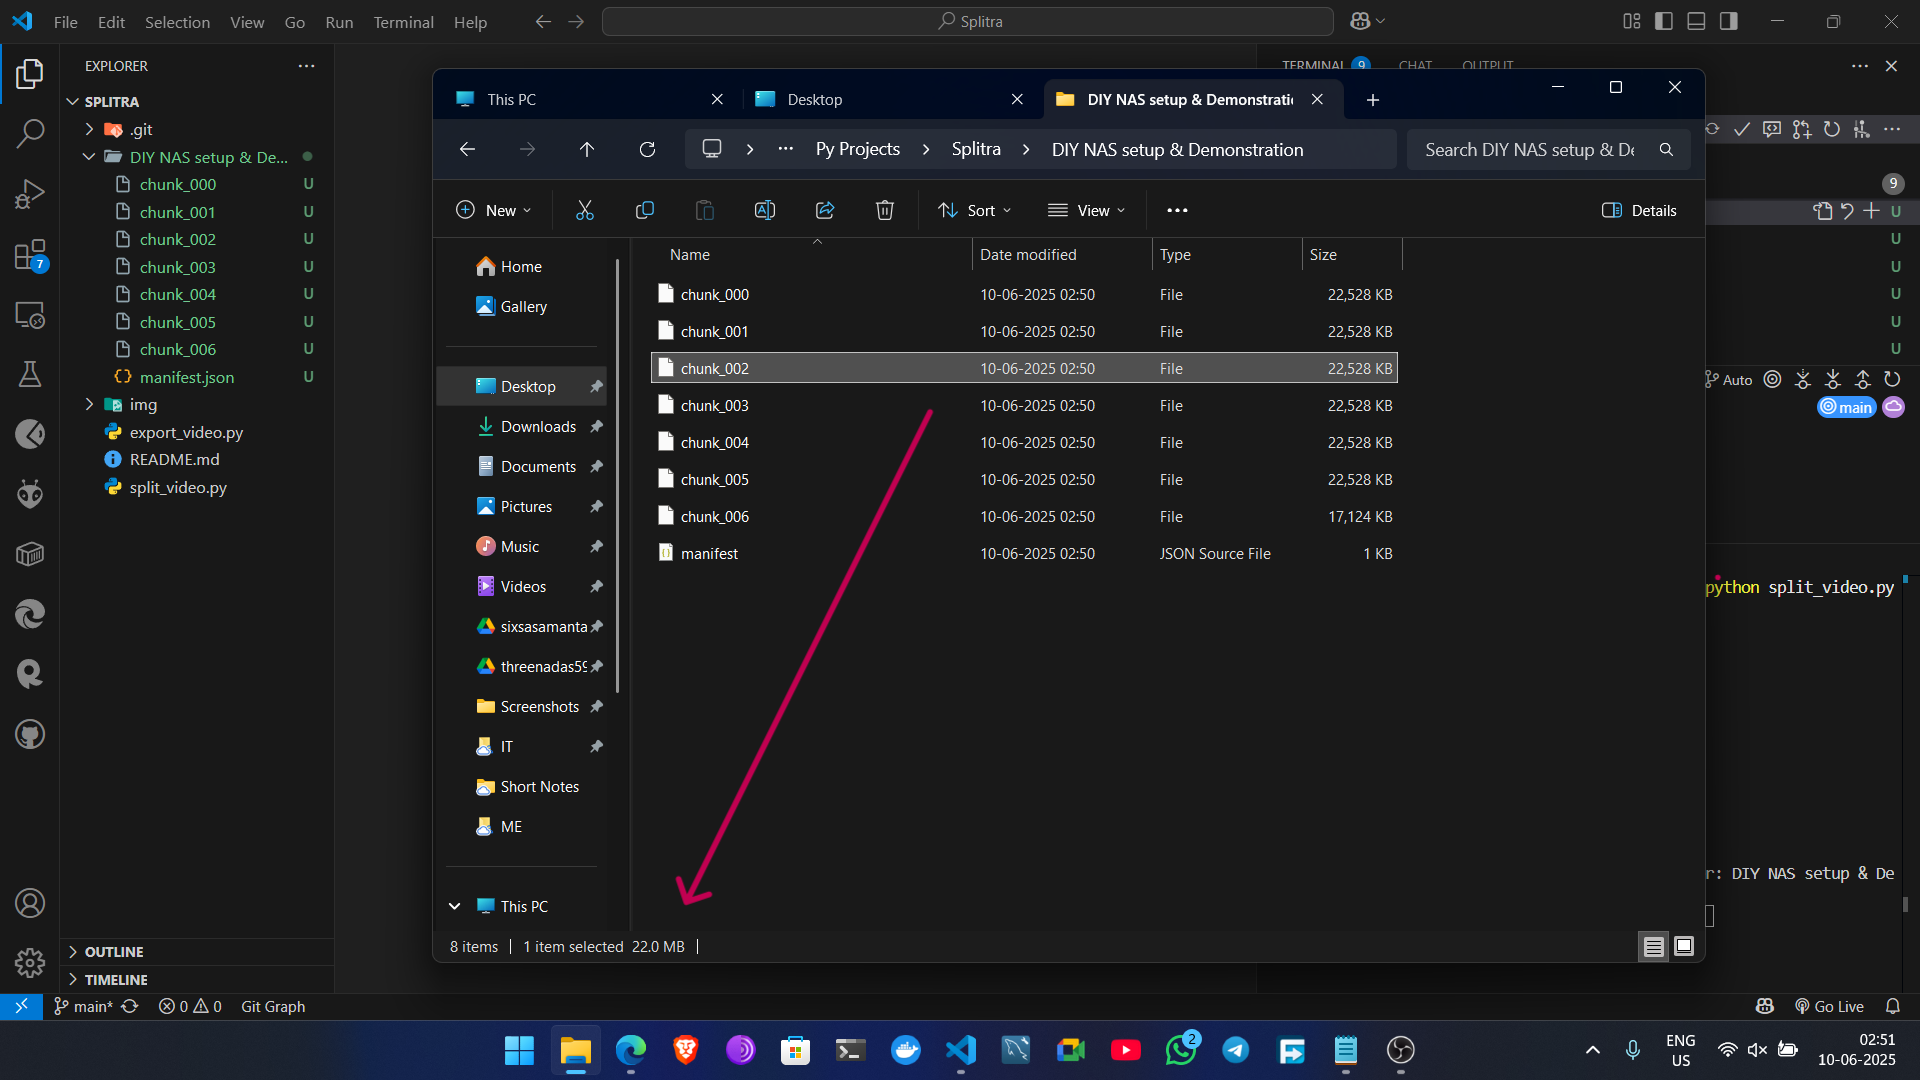 File Edit Selection View Go Run Terminal Help
Splitra
EXPLORER
SPLITRA
.git
DIY NAS setup & De...
chunk_000 U
chunk_001 U
chunk_002 U
chunk_003 U
chunk_004 U
chunk_005 U
chunk_006 U
manifest.json U
img
export_video.py
README.md
split_video.py
OUTLINE
TIMELINE
7
TERMINAL 9 CHAT OUTPUT
This PC
Desktop
DIY NAS setup & Demonstratic
Py Projects
Splitra
DIY NAS setup & Demonstration
Search DIY NAS setup & De
New
Sort
View
Details
Home
Gallery
Desktop
Downloads
Documents
Pictures
Music
Videos
sixsasamanta
threenadas59
Screenshots
IT
Short Notes
ME
This PC
Name Date modified Type Size
chunk_000 10-06-2025 02:50 File 22,528 KB
chunk_001 10-06-2025 02:50 File 22,528 KB
chunk_002 10-06-2025 02:50 File 22,528 KB
chunk_003 10-06-2025 02:50 File 22,528 KB
chunk_004 10-06-2025 02:50 File 22,528 KB
chunk_005 10-06-2025 02:50 File 22,528 KB
chunk_006 10-06-2025 02:50 File 17,124 KB
manifest 10-06-2025 02:50 JSON Source File 1 KB
8 items 1 item selected 22.0 MB
9
U
U
U
U
U
U
Auto
main
python split_video.py
r: DIY NAS setup & De
main* 0 0 Git Graph
Go Live
2
ENG
US
02:51
10-06-2025